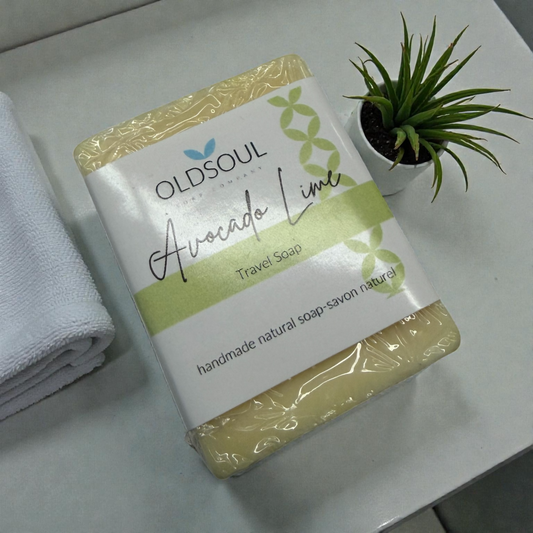 OLDSOUL
Avocado Lime
Travel Soap
handmade natural soap-savon naturel